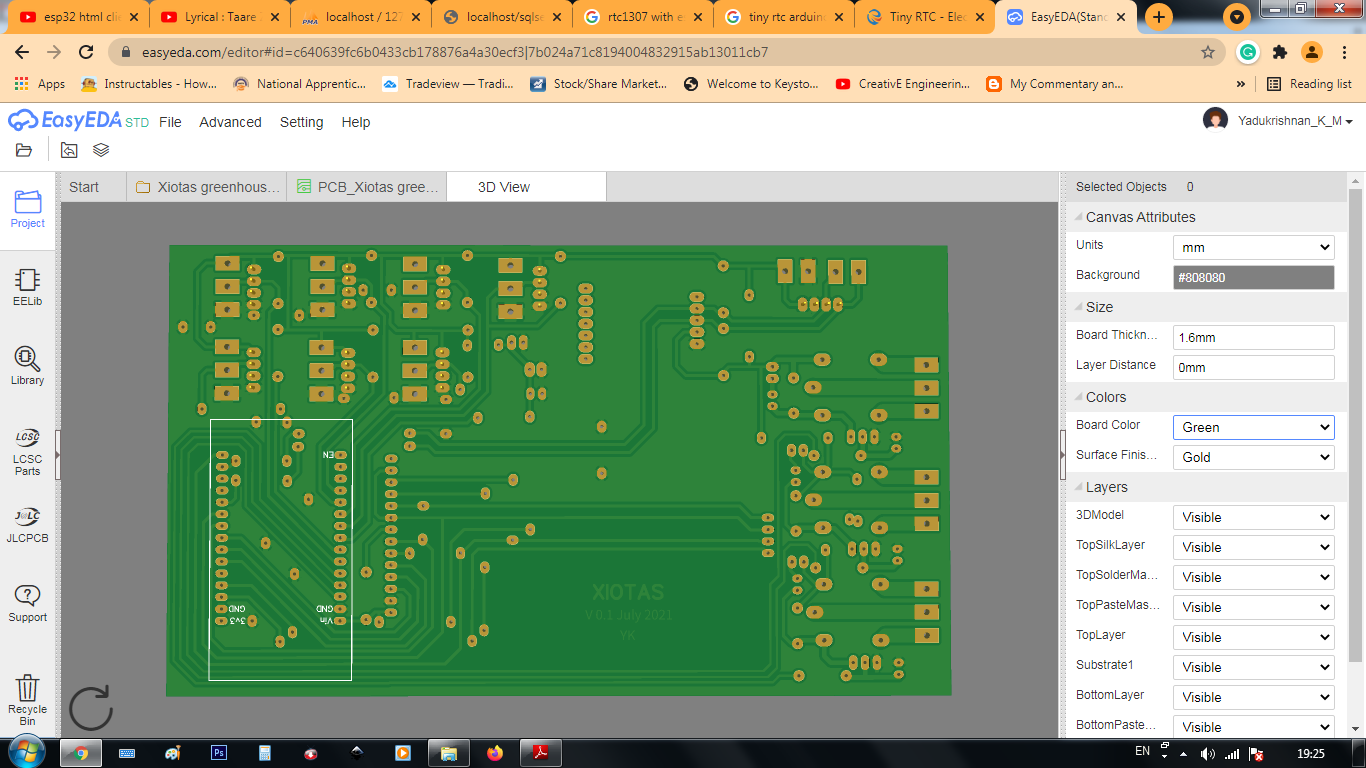 esp32 html clie
Lyrical : Taare
localhost / 127
localhost/sqlse
rtc1307 with e
tiny rtc arduin
Tiny RTC - Ele
EasyEDA(Stanc
easyeda.com/editor#id=c640639fc6b0433cb178876a4a30ecf3|7b024a71c8194004832915ab13011cb7
Apps
Instructables - How...
National Apprentic...
Tradeview — Tradi...
Stock/Share Market...
Welcome to Keysto...
CreativE Engineerin...
My Commentary an...
»
Reading list
EasyEDA STD
File
Advanced
Setting
Help
Yadukrishnan_K_M
Start
Xiotas greenhous...
PCB_Xiotas gree...
3D View
Project
EELib
Library
LCSC
LCSC
Parts
JLCPCB
Support
Recycle
Bin
EN
GND
3v3
GND
Vin
XIOTAS
V 0.1 July 2021
YK
Selected Objects 0
Canvas Attributes
Units mm
Background #808080
Size
Board Thickn... 1.6mm
Layer Distance 0mm
Colors
Board Color Green
Surface Finis... Gold
Layers
3DModel Visible
TopSilkLayer Visible
TopSolderMa... Visible
TopPasteMas... Visible
TopLayer Visible
Substrate1 Visible
BottomLayer Visible
BottomPaste... Visible
Ps
EN
19:25